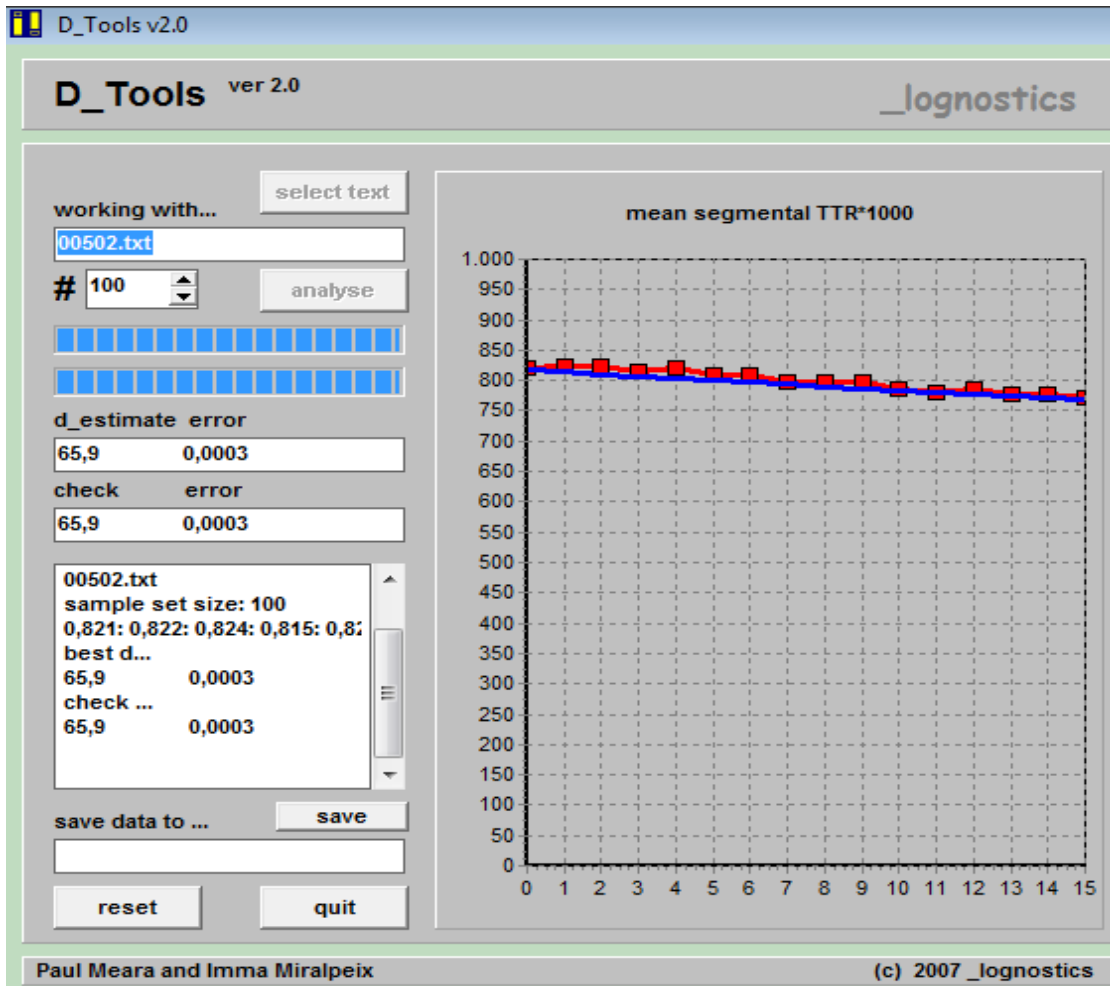 D_Tools v2.0
D_Tools ver 2.0
_lognostics
select text
working with...
00502.txt
# 100
analyse
d_estimate error
65,9 0,0003
check error
65,9 0,0003
00502.txt
sample set size: 100
0,821: 0,822: 0,824: 0,815: 0,82
best d...
65,9 0,0003
check ...
65,9 0,0003
save data to ...
save
reset
quit
mean segmental TTR*1000
1.000
950
900
850
800
750
700
650
600
550
500
450
400
350
300
250
200
150
100
50
0
0 1 2 3 4 5 6 7 8 9 10 11 12 13 14 15
Paul Meara and Imma Miralpeix
(c) 2007 _lognostics